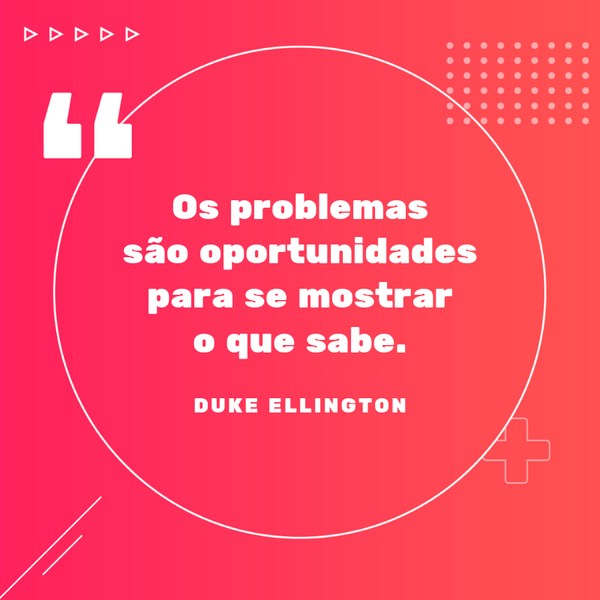 “
Os problemas
são oportunidades
para se mostrar
o que sabe.
DUKE ELLINGTON